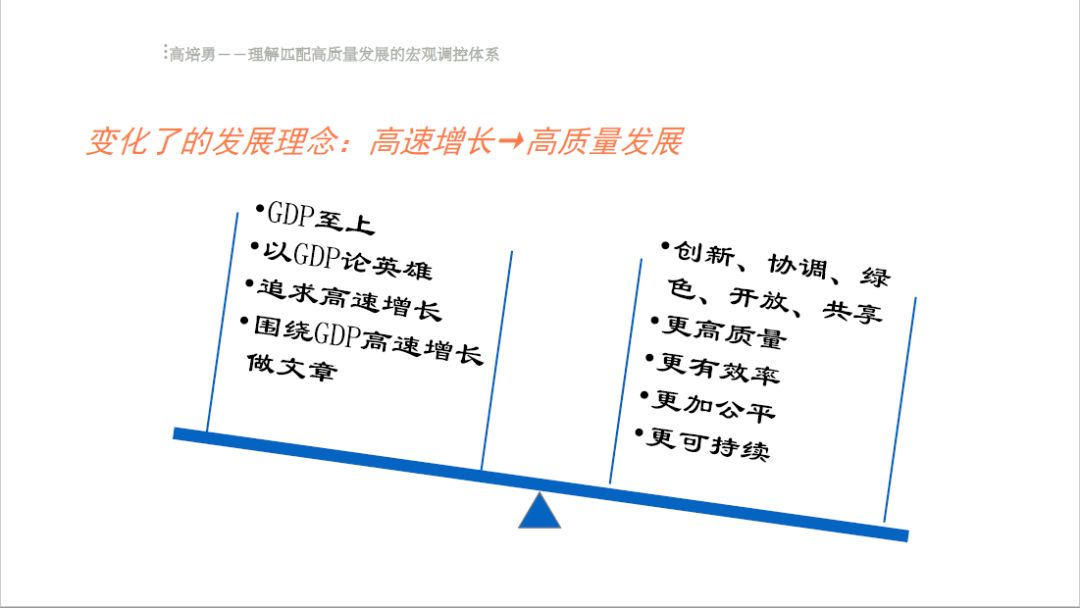 高培勇－－理解匹配高质量发展的宏观调控体系
变化了的发展理念：高速增长→高质量发展
•GDP至上
•以GDP论英雄
•追求高速增长
•围绕GDP高速增长
做文章
•创新、协调、绿
色、开放、共享
•更高质量
•更有效率
•更加公平
•更可持续